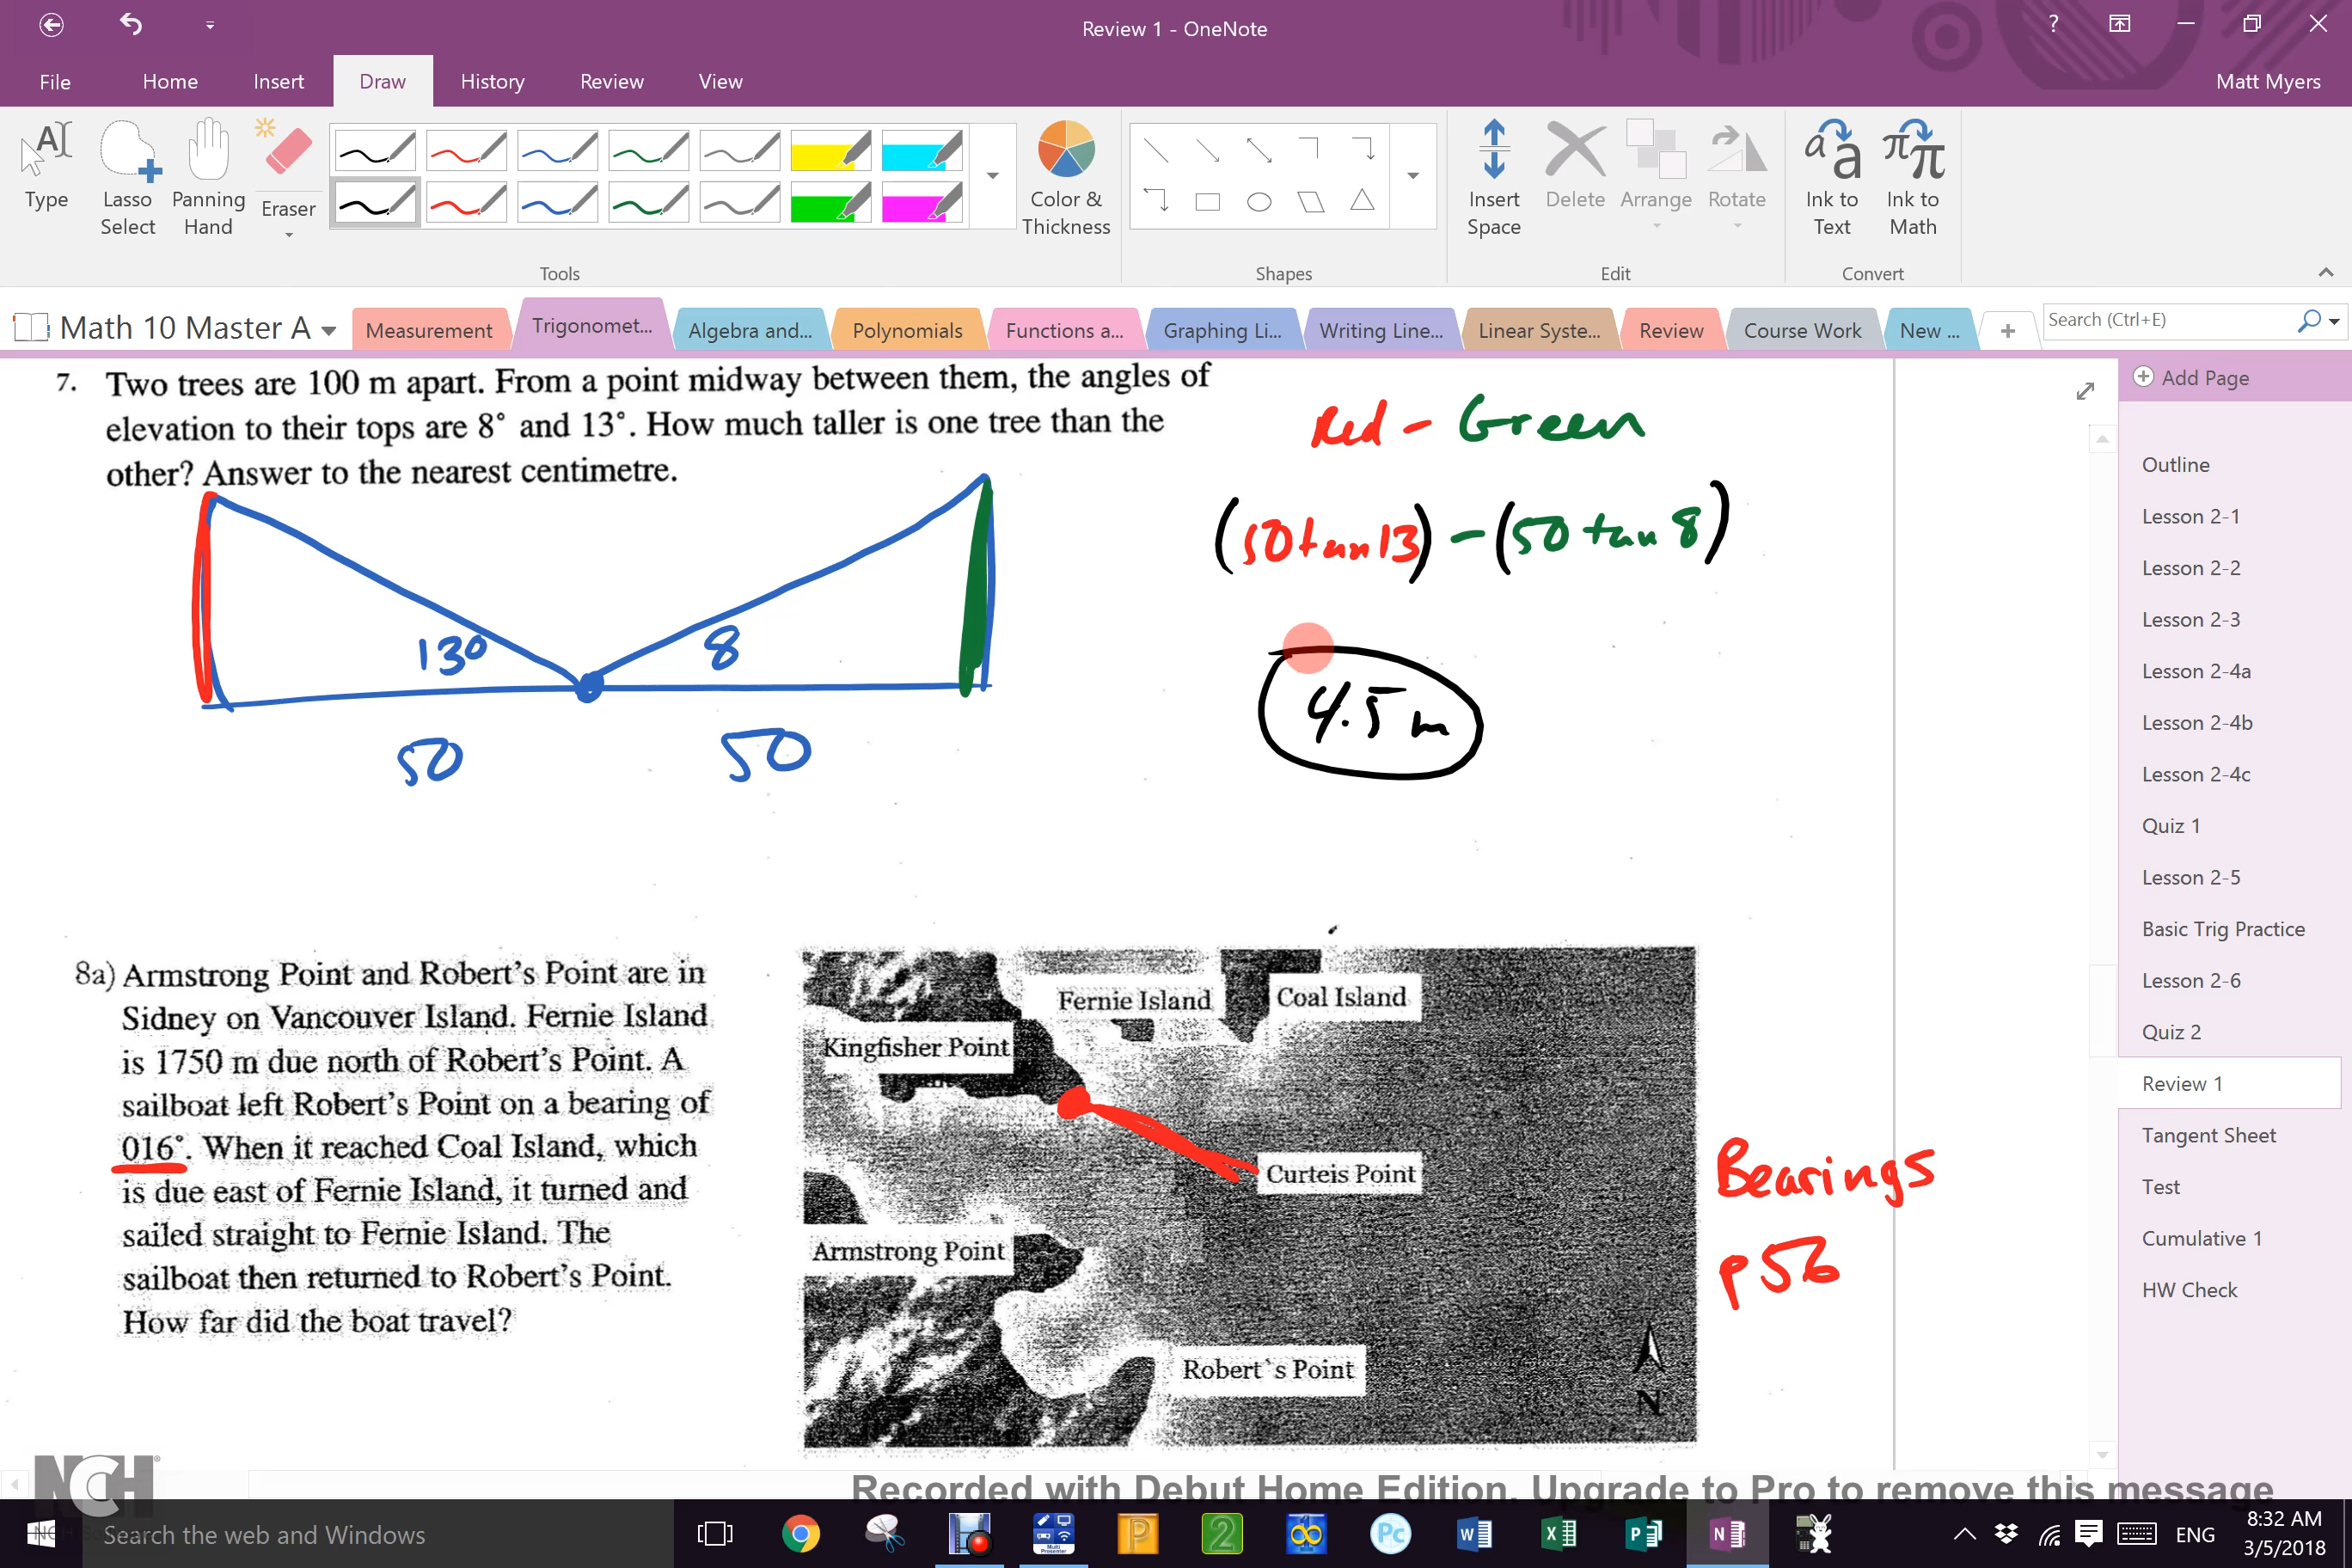 Review 1 - OneNote
?
Matt Myers
File Home Insert Draw History Review View
Type
Lasso Select
Panning Hand
Eraser
Color & Thickness
Insert Space
Delete
Arrange
Rotate
Ink to Text
Ink to Math
Tools
Shapes
Edit
Convert
Math 10 Master A
Measurement
Trigonomet...
Algebra and...
Polynomials
Functions a...
Graphing Li...
Writing Line...
Linear Syste...
Review
Course Work
New ...
+
Search (Ctrl+E)
7. Two trees are 100 m apart. From a point midway between them, the angles of
elevation to their tops are 8° and 13°. How much taller is one tree than the
other? Answer to the nearest centimetre.
Red - Green
(50 tan 13) - (50 tan 8)
13° 8
50 50
4.5 m
8a) Armstrong Point and Robert's Point are in
Sidney on Vancouver Island. Fernie Island
is 1750 m due north of Robert's Point. A
sailboat left Robert's Point on a bearing of
016°. When it reached Coal Island, which
is due east of Fernie Island, it turned and
sailed straight to Fernie Island. The
sailboat then returned to Robert's Point.
How far did the boat travel?
Fernie Island
Coal Island
Kingfisher Point
Curteis Point
Armstrong Point
Robert`s Point
N
Bearings
p56
Add Page
Outline
Lesson 2-1
Lesson 2-2
Lesson 2-3
Lesson 2-4a
Lesson 2-4b
Lesson 2-4c
Quiz 1
Lesson 2-5
Basic Trig Practice
Lesson 2-6
Quiz 2
Review 1
Tangent Sheet
Test
Cumulative 1
HW Check
NCH
Recorded with Debut Home Edition. Upgrade to Pro to remove this message
Search the web and Windows
ENG
8:32 AM
3/5/2018